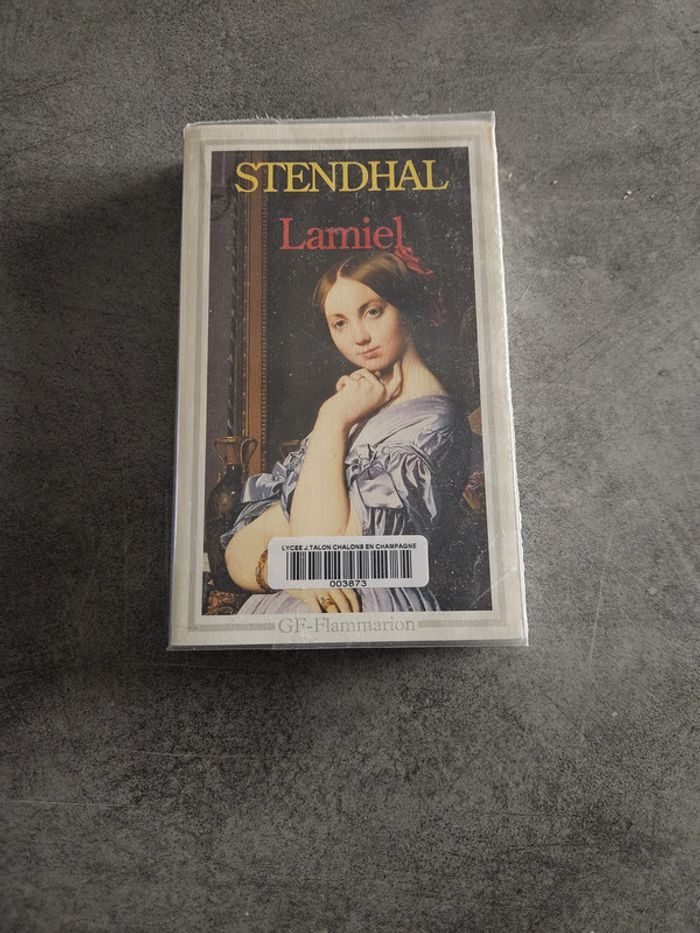 STENDHAL
Lamiel
LYCEE J.TALON CHALONS EN CHAMPAGNE
003873
GF-Flammarion